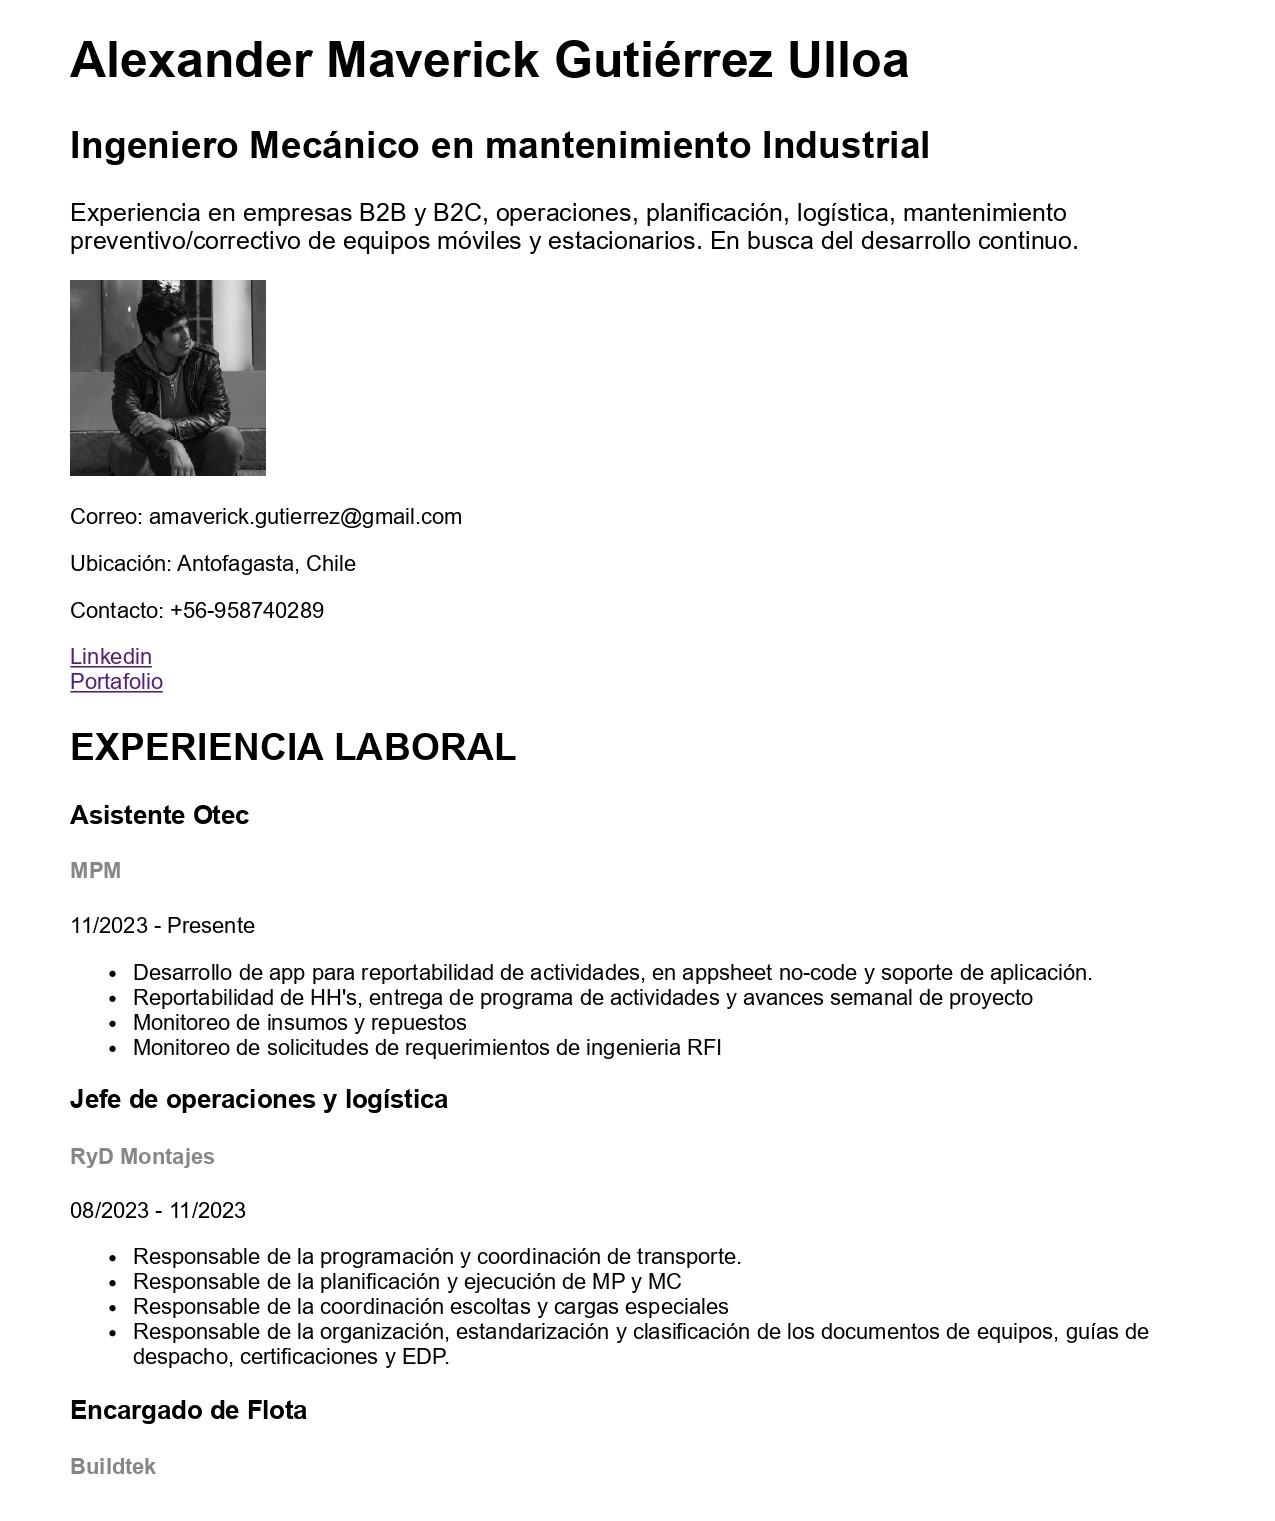 Alexander Maverick Gutiérrez Ulloa
Ingeniero Mecánico en mantenimiento Industrial
Experiencia en empresas B2B y B2C, operaciones, planificación, logística, mantenimiento
preventivo/correctivo de equipos móviles y estacionarios. En busca del desarrollo continuo.
Correo: amaverick.gutierrez@gmail.com
Ubicación: Antofagasta, Chile
Contacto: +56-958740289
Linkedin
Portafolio
EXPERIENCIA LABORAL
Asistente Otec
MPM
11/2023 - Presente
• Desarrollo de app para reportabilidad de actividades, en appsheet no-code y soporte de aplicación.
• Reportabilidad de HH's, entrega de programa de actividades y avances semanal de proyecto
• Monitoreo de insumos y repuestos
• Monitoreo de solicitudes de requerimientos de ingenieria RFI
Jefe de operaciones y logística
RyD Montajes
08/2023 - 11/2023
• Responsable de la programación y coordinación de transporte.
• Responsable de la planificación y ejecución de MP y MC
• Responsable de la coordinación escoltas y cargas especiales
• Responsable de la organización, estandarización y clasificación de los documentos de equipos, guías de
despacho, certificaciones y EDP.
Encargado de Flota
Buildtek